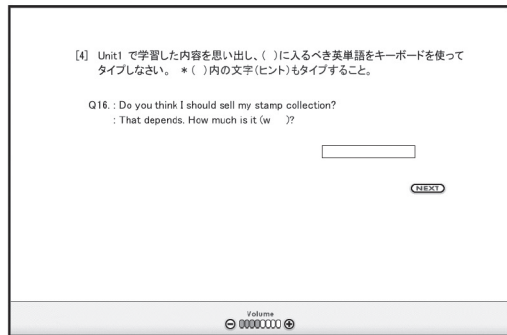 [4] Unit1 で学習した内容を思い出し、( )に入るべき英単語をキーボードを使って
タイプしなさい。 *( )内の文字(ヒント)もタイプすること。
Q16. : Do you think I should sell my stamp collection?
: That depends. How much is it (w )?
NEXT
Volume